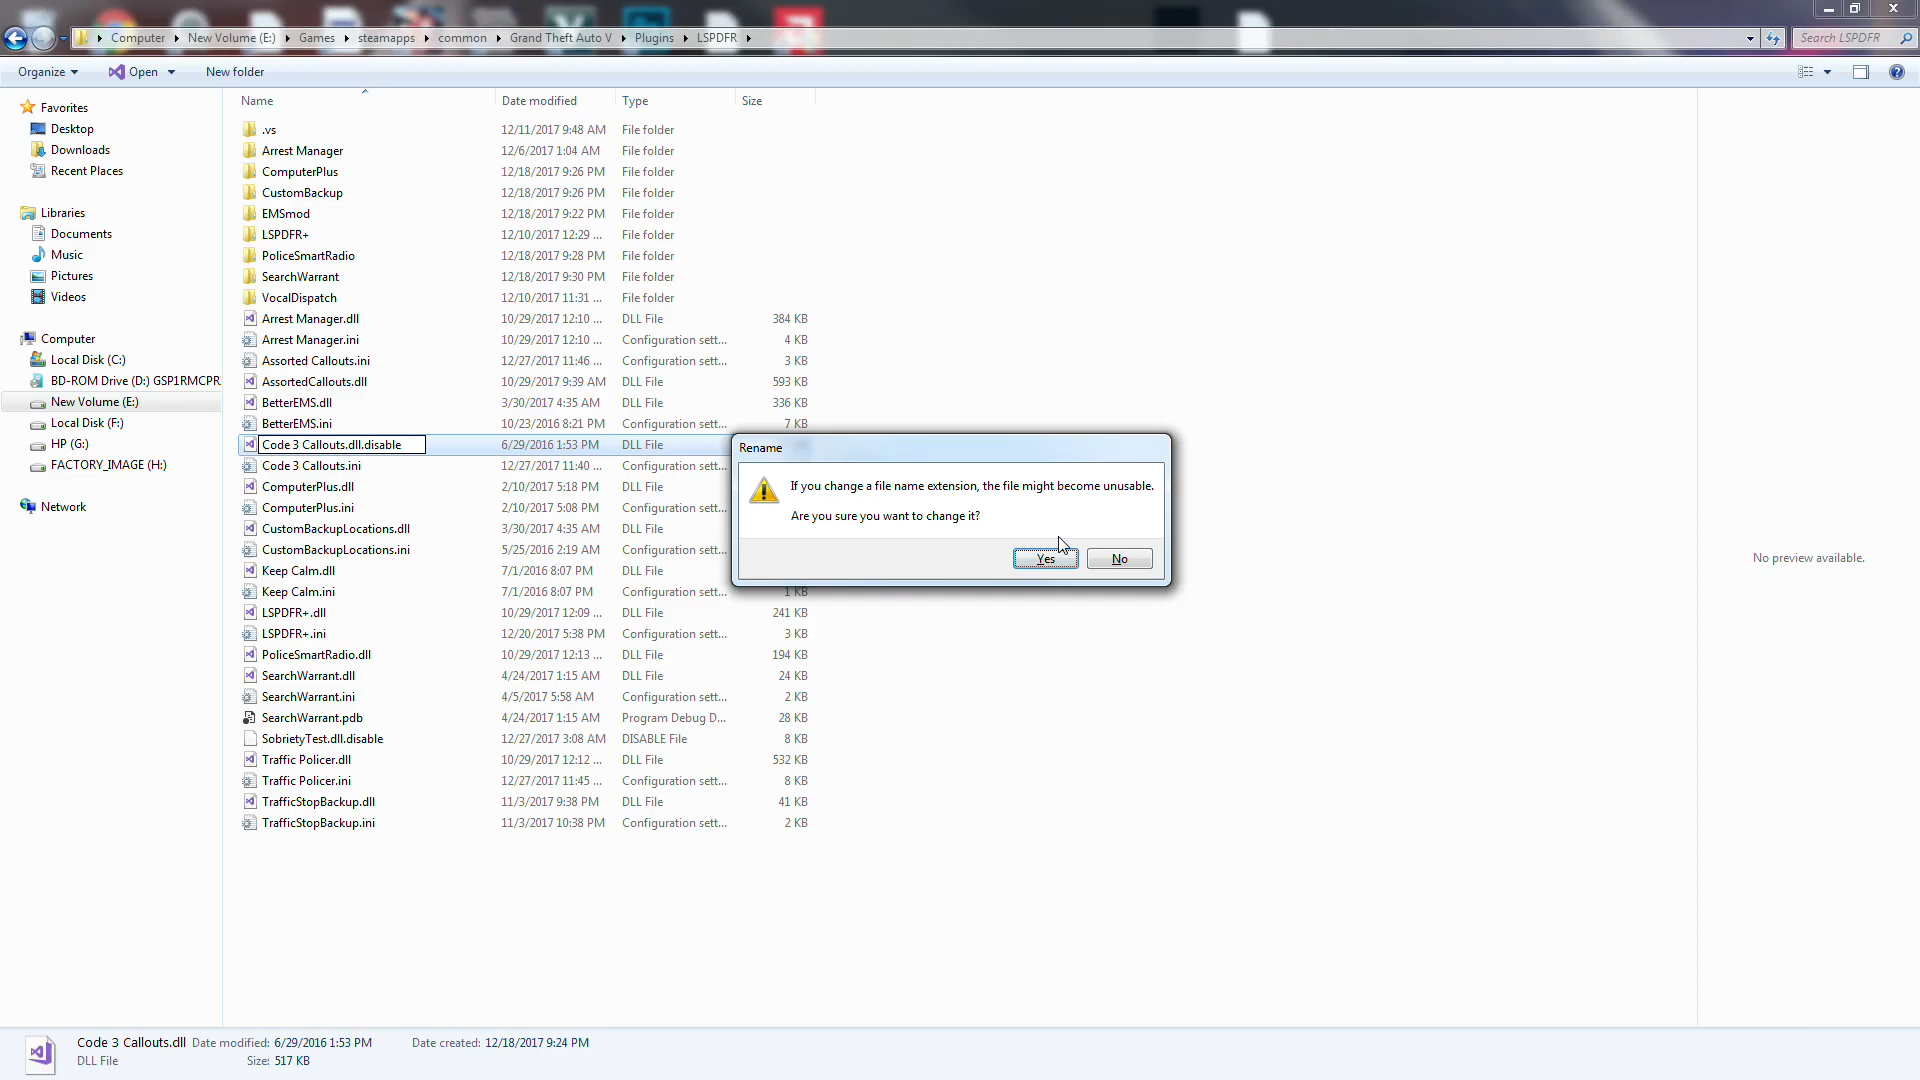 Computer New Volume (E:) Games steamapps common Grand Theft Auto V Plugins LSPDFR
Search LSPDFR
Organize Open New folder
Name Date modified Type Size
Favorites
Desktop
Downloads
Recent Places
Libraries
Documents
Music
Pictures
Videos
Computer
Local Disk (C:)
BD-ROM Drive (D:) GSP1RMCPR
New Volume (E:)
Local Disk (F:)
HP (G:)
FACTORY_IMAGE (H:)
Network
.vs 12/11/2017 9:48 AM File folder
Arrest Manager 12/6/2017 1:04 AM File folder
ComputerPlus 12/18/2017 9:26 PM File folder
CustomBackup 12/18/2017 9:26 PM File folder
EMSmod 12/18/2017 9:22 PM File folder
LSPDFR+ 12/10/2017 12:29 ... File folder
PoliceSmartRadio 12/18/2017 9:28 PM File folder
SearchWarrant 12/18/2017 9:30 PM File folder
VocalDispatch 12/10/2017 11:31 ... File folder
Arrest Manager.dll 10/29/2017 12:10 ... DLL File 384 KB
Arrest Manager.ini 10/29/2017 12:10 ... Configuration sett... 4 KB
Assorted Callouts.ini 12/27/2017 11:46 ... Configuration sett... 3 KB
AssortedCallouts.dll 10/29/2017 9:39 AM DLL File 593 KB
BetterEMS.dll 3/30/2017 4:35 AM DLL File 336 KB
BetterEMS.ini 10/23/2016 8:21 PM Configuration sett... 7 KB
Code 3 Callouts.dll.disable 6/29/2016 1:53 PM DLL File
Code 3 Callouts.ini 12/27/2017 11:40 ... Configuration sett...
ComputerPlus.dll 2/10/2017 5:18 PM DLL File
ComputerPlus.ini 2/10/2017 5:08 PM Configuration sett...
CustomBackupLocations.dll 3/30/2017 4:35 AM DLL File
CustomBackupLocations.ini 5/25/2016 2:19 AM Configuration sett...
Keep Calm.dll 7/1/2016 8:07 PM DLL File
Keep Calm.ini 7/1/2016 8:07 PM Configuration sett... 1 KB
LSPDFR+.dll 10/29/2017 12:09 ... DLL File 241 KB
LSPDFR+.ini 12/20/2017 5:38 PM Configuration sett... 3 KB
PoliceSmartRadio.dll 10/29/2017 12:13 ... DLL File 194 KB
SearchWarrant.dll 4/24/2017 1:15 AM DLL File 24 KB
SearchWarrant.ini 4/5/2017 5:58 AM Configuration sett... 2 KB
SearchWarrant.pdb 4/24/2017 1:15 AM Program Debug D... 28 KB
SobrietyTest.dll.disable 12/27/2017 3:08 AM DISABLE File 8 KB
Traffic Policer.dll 10/29/2017 12:12 ... DLL File 532 KB
Traffic Policer.ini 12/27/2017 11:45 ... Configuration sett... 8 KB
TrafficStopBackup.dll 11/3/2017 9:38 PM DLL File 41 KB
TrafficStopBackup.ini 11/3/2017 10:38 PM Configuration sett... 2 KB
Rename
If you change a file name extension, the file might become unusable.
Are you sure you want to change it?
Yes No
No preview available.
Code 3 Callouts.dll Date modified: 6/29/2016 1:53 PM Date created: 12/18/2017 9:24 PM
DLL File Size: 517 KB